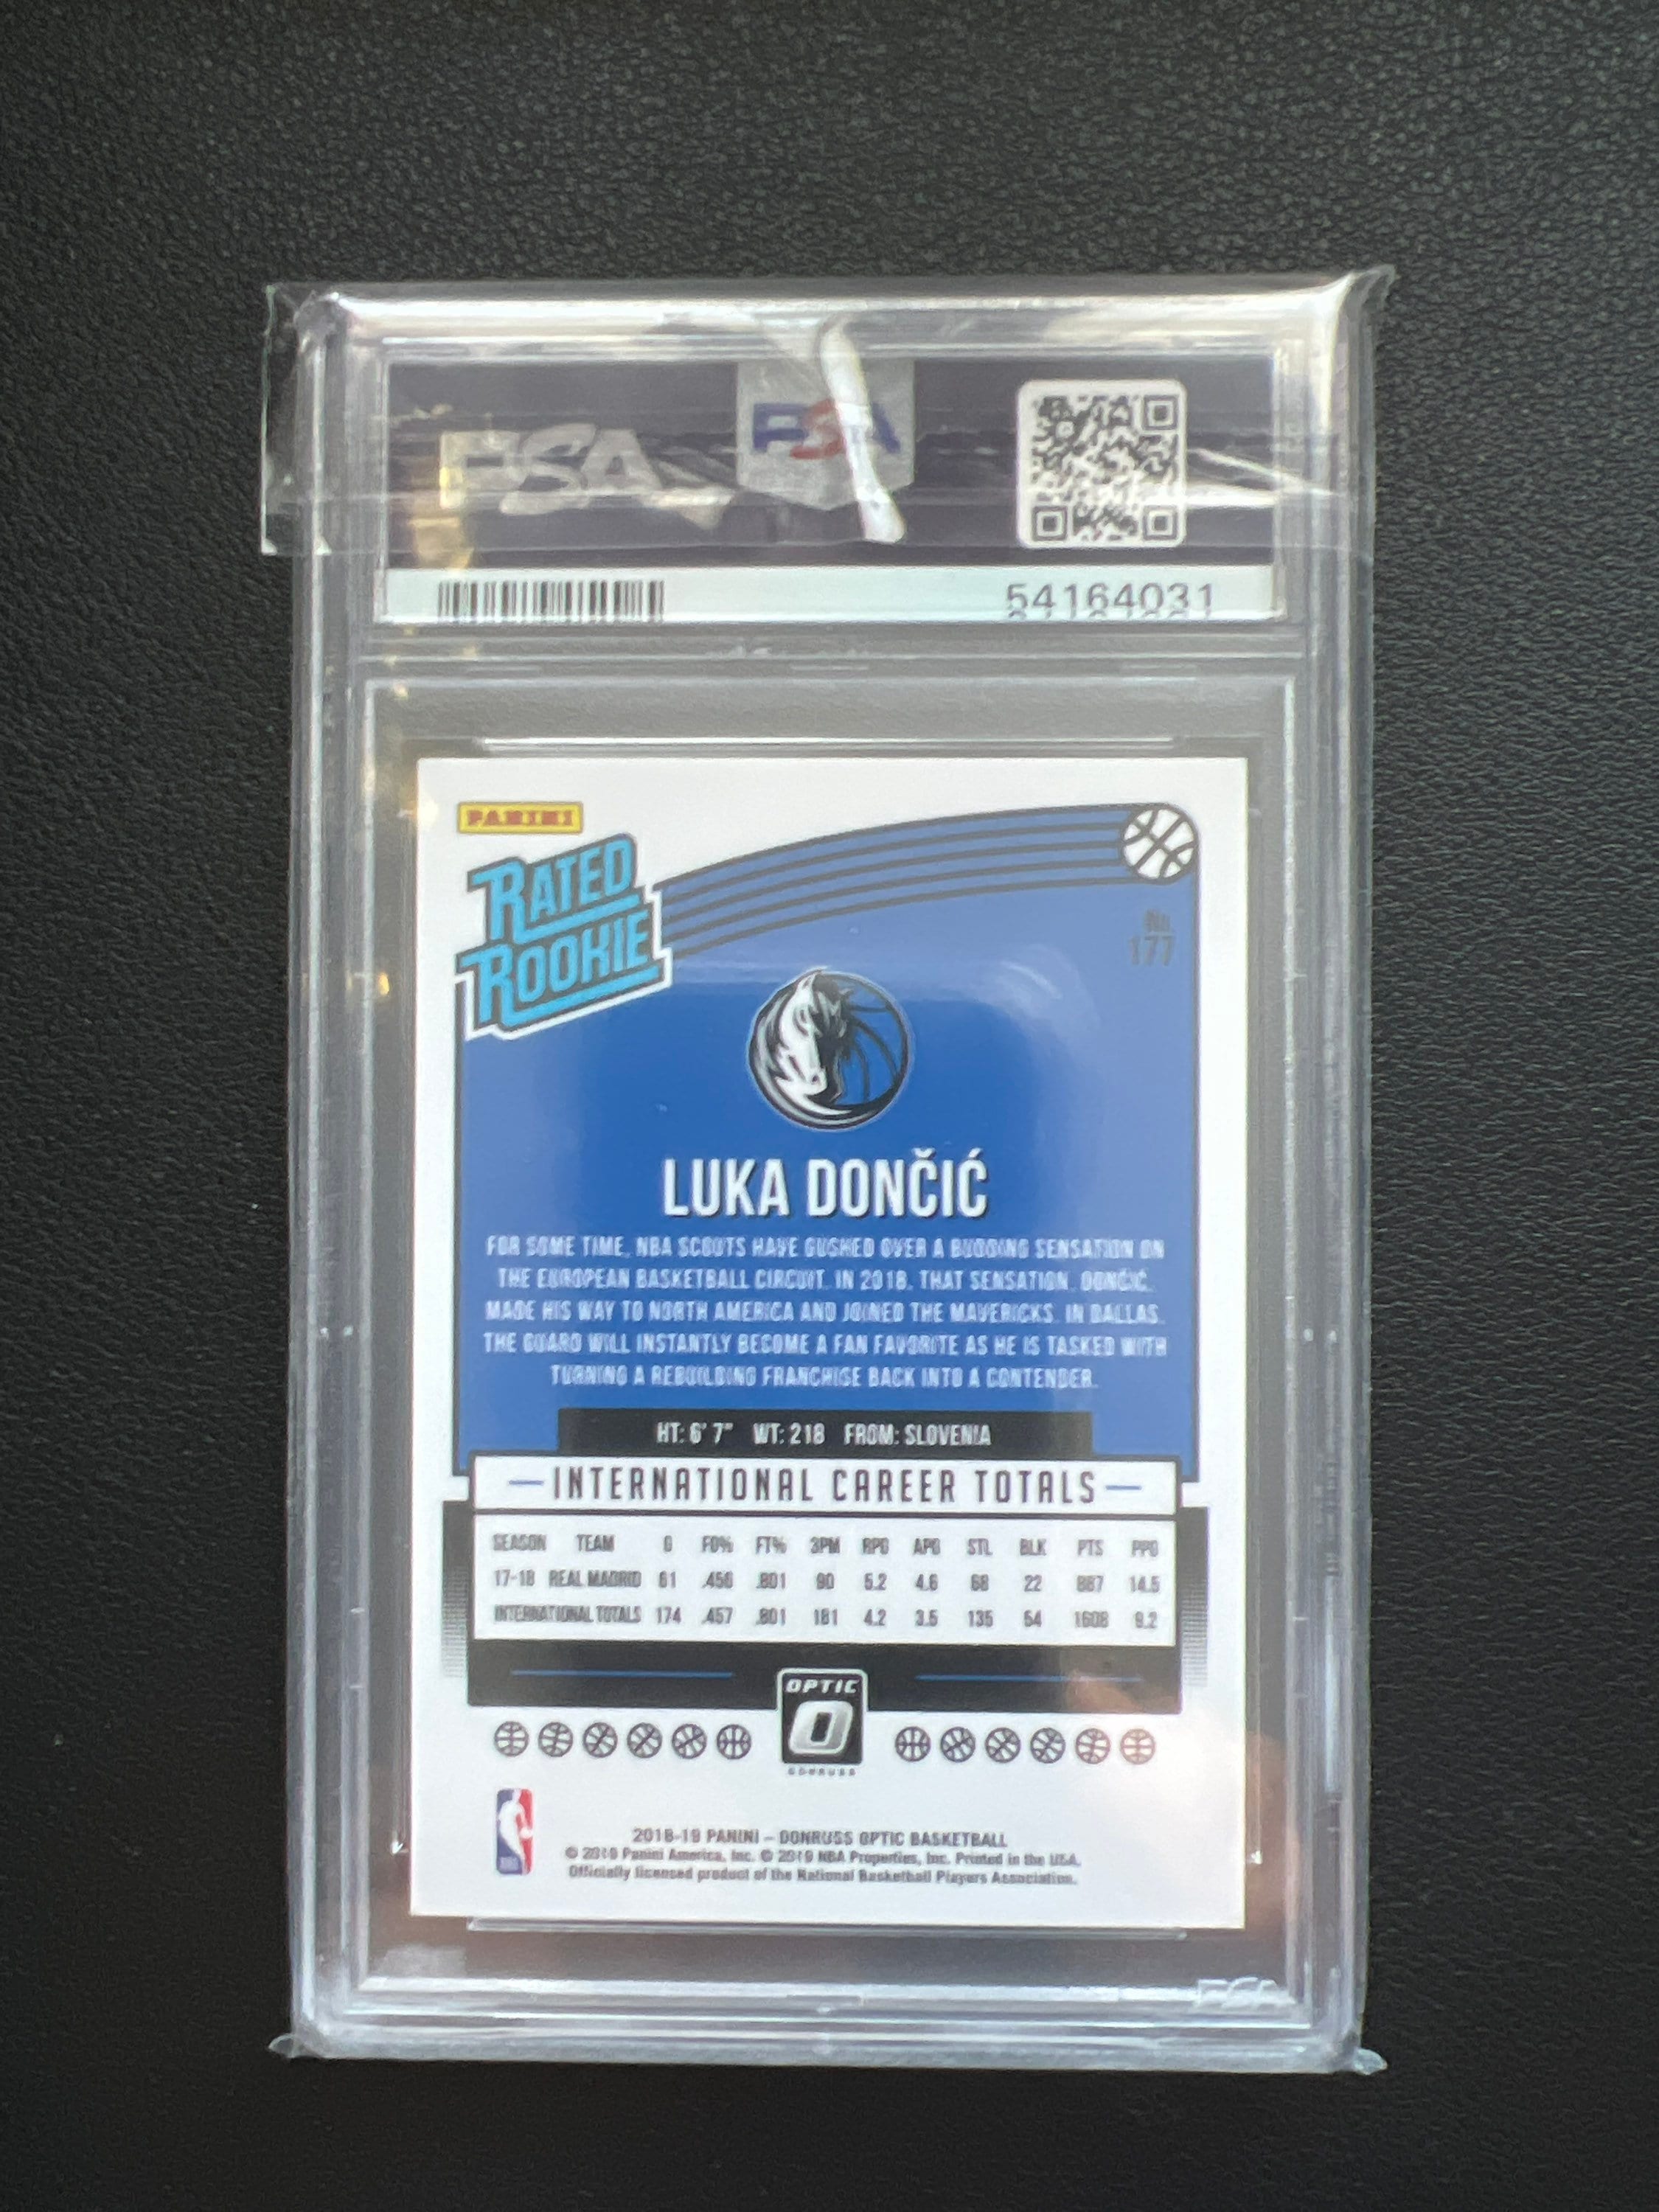 PSA
PSA
54164031
PANINI
RATED
ROOKIE
No.
177
LUKA DONČIĆ
FOR SOME TIME, NBA SCOUTS HAVE GUSHED OVER A BUDDING SENSATION ON
THE EUROPEAN BASKETBALL CIRCUIT. IN 2018, THAT SENSATION, DONČIĆ,
MADE HIS WAY TO NORTH AMERICA AND JOINED THE MAVERICKS. IN DALLAS,
THE GUARD WILL INSTANTLY BECOME A FAN FAVORITE AS HE IS TASKED WITH
TURNING A REBUILDING FRANCHISE BACK INTO A CONTENDER.
HT: 6' 7" WT: 218 FROM: SLOVENIA
INTERNATIONAL CAREER TOTALS
SEASON TEAM G FG% FT% 3PM RPG APG STL BLK PTS PPG
17-18 REAL MADRID 61 .456 .801 90 5.2 4.6 68 22 887 14.5
INTERNATIONAL TOTALS 174 .457 .801 181 4.2 3.5 135 54 1608 9.2
OPTIC
O
DONRUSS
NBA
2018-19 PANINI – DONRUSS OPTIC BASKETBALL
© 2019 Panini America, Inc. © 2019 NBA Properties, Inc. Printed in the USA.
Officially licensed product of the National Basketball Players Association.
PSA